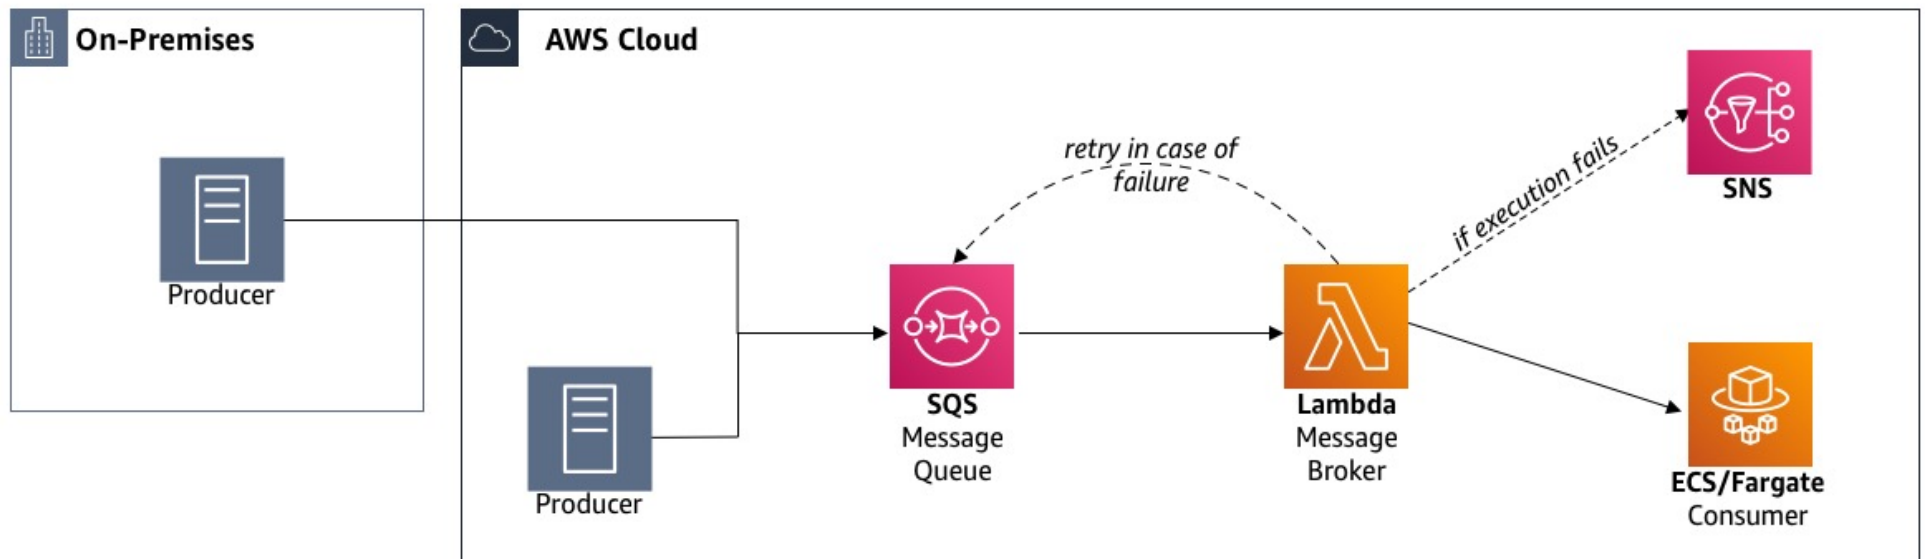 On-Premises
AWS Cloud
Producer
Producer
retry in case of
failure
SQS
Message
Queue
Lambda
Message
Broker
if execution fails
SNS
ECS/Fargate
Consumer